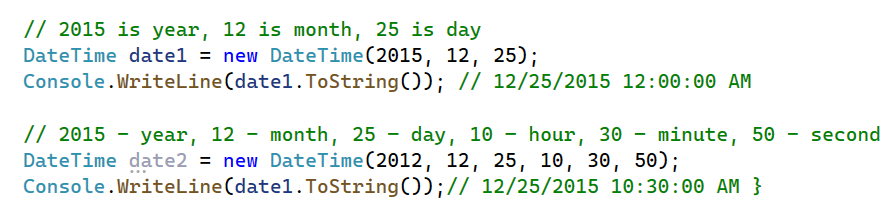 // 2015 is year, 12 is month, 25 is day
DateTime date1 = new DateTime(2015, 12, 25);
Console.WriteLine(date1.ToString()); // 12/25/2015 12:00:00 AM
// 2015 - year, 12 - month, 25 - day, 10 - hour, 30 - minute, 50 - second
DateTime date2 = new DateTime(2012, 12, 25, 10, 30, 50);
Console.WriteLine(date1.ToString());// 12/25/2015 10:30:00 AM }